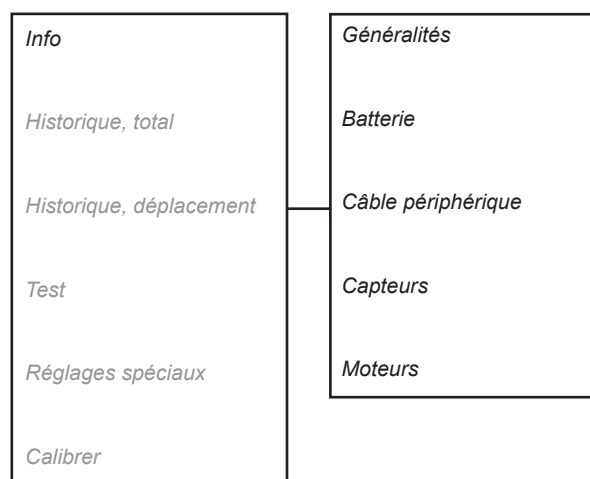 Info
Historique, total
Historique, déplacement
Test
Réglages spéciaux
Calibrer
Généralités
Batterie
Câble périphérique
Capteurs
Moteurs